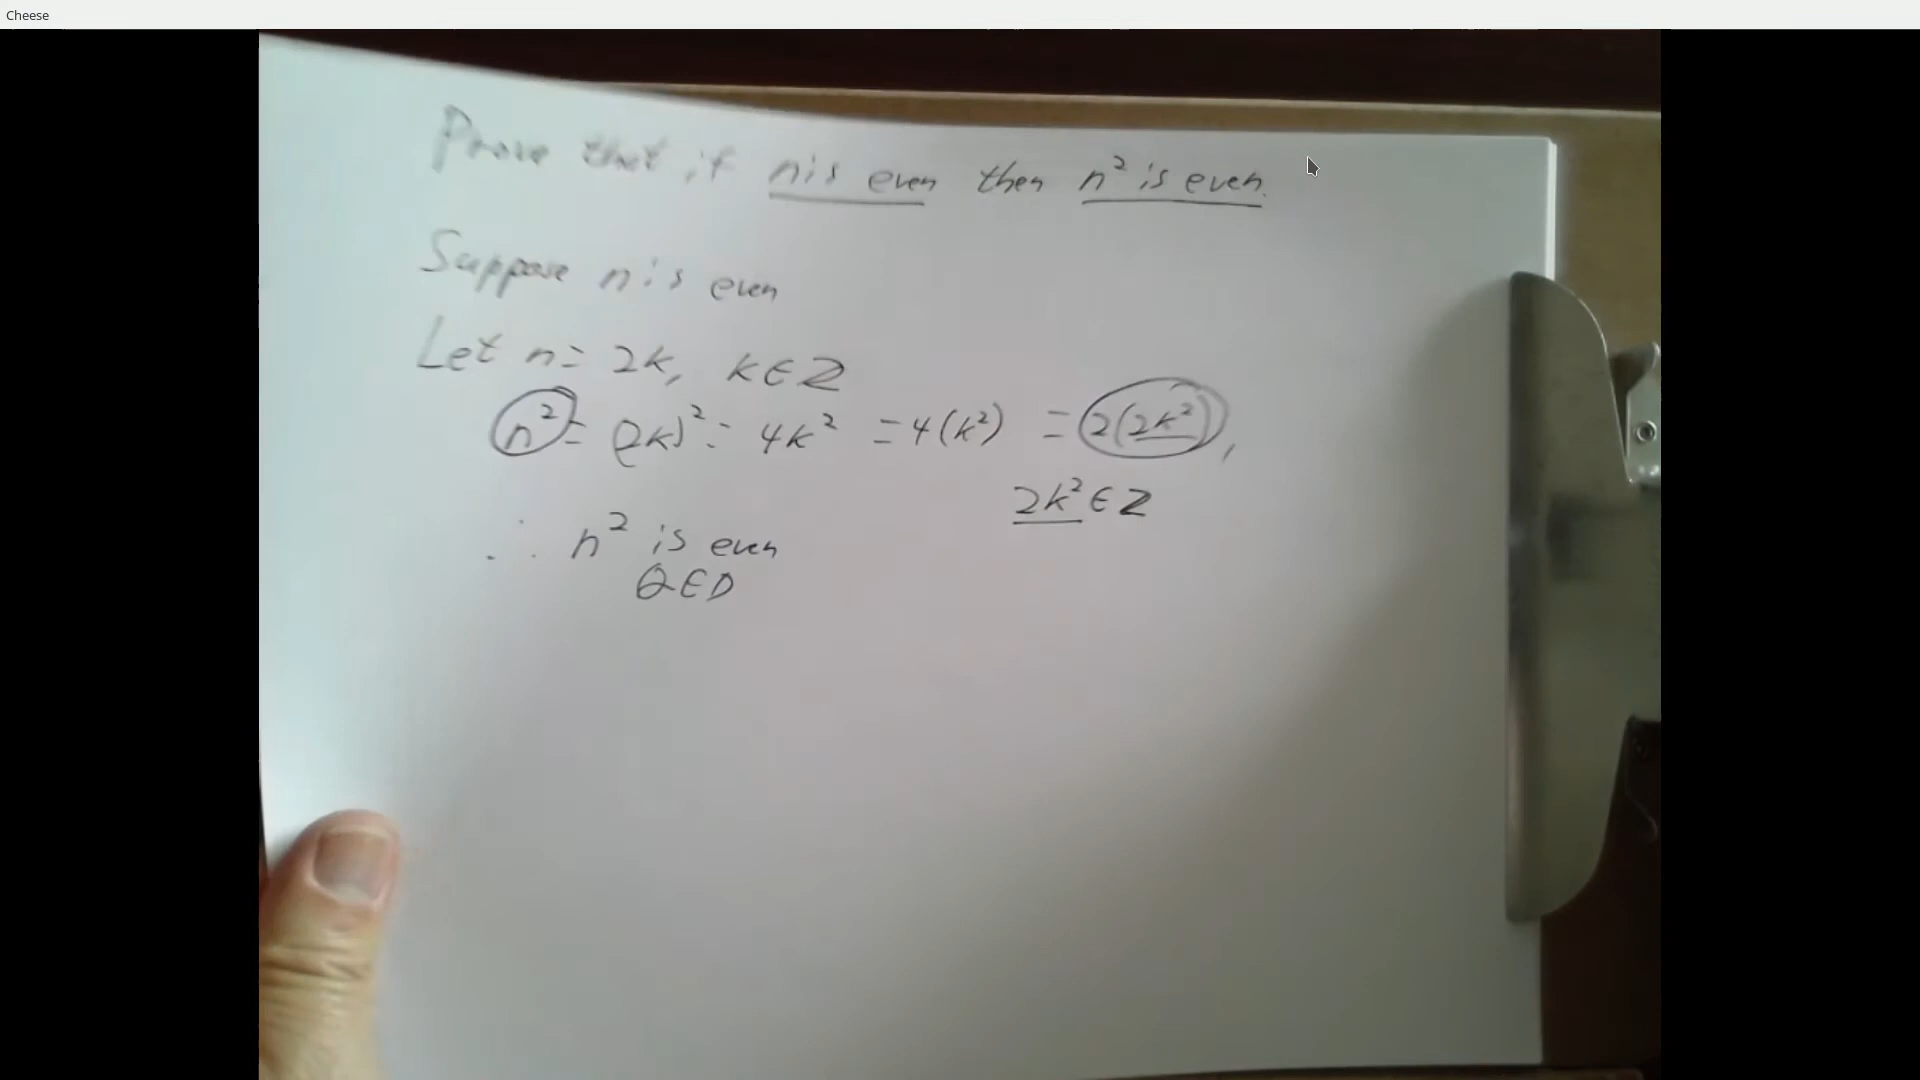 Cheese
Prove that if n is even then n² is even.
Suppose n is even
Let n = 2k, k ∈ Z
n² = (2k)² = 4k² = 4(k²) = 2(2k²),
2k² ∈ Z
∴ n² is even
QED